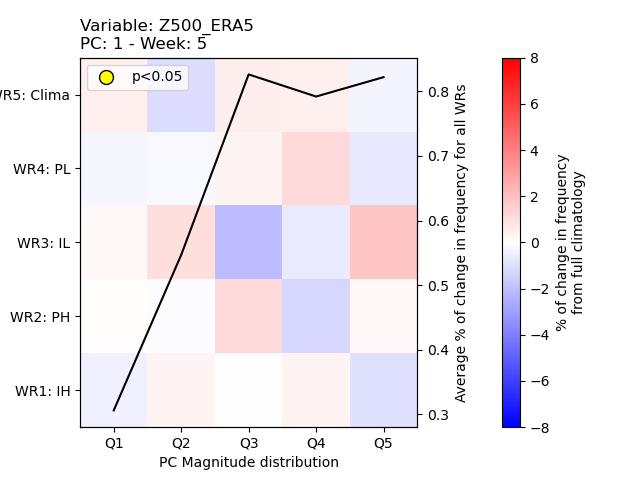 Variable: Z500_ERA5
PC: 1 - Week: 5
p<0.05
WR5: Clima
WR4: PL
WR3: IL
WR2: PH
WR1: IH
Q1 Q2 Q3 Q4 Q5
PC Magnitude distribution
0.8
0.7
0.6
0.5
0.4
0.3
Average % of change in frequency for all WRs
8
6
4
2
0
−2
−4
−6
−8
% of change in frequency
from full climatology